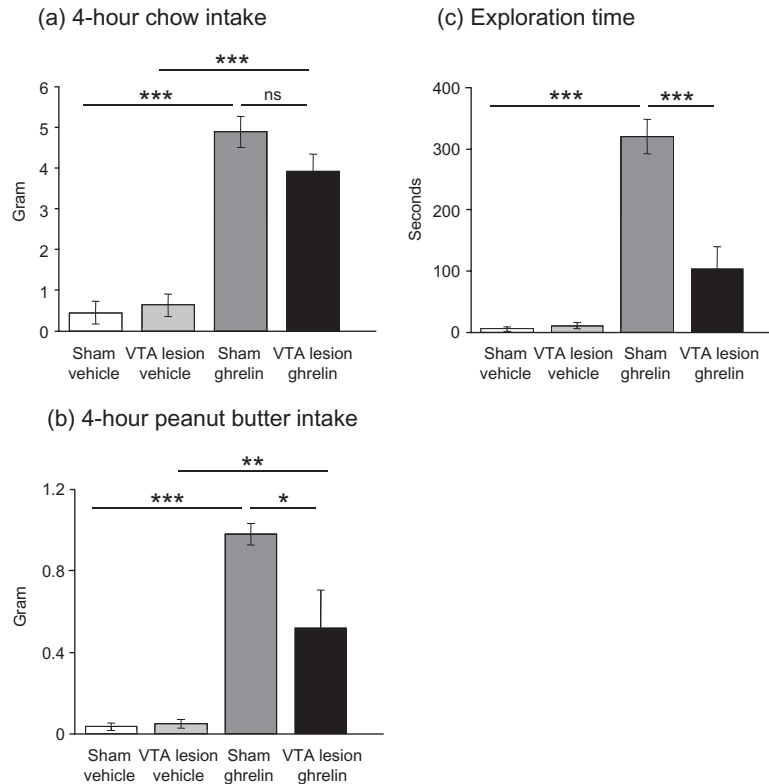 (a) 4-hour chow intake
***
***
ns
6
5
4
3
2
1
0
Gram
Sham vehicle
VTA lesion vehicle
Sham ghrelin
VTA lesion ghrelin
(c) Exploration time
***
***
400
300
200
100
0
Seconds
Sham vehicle
VTA lesion vehicle
Sham ghrelin
VTA lesion ghrelin
(b) 4-hour peanut butter intake
**
***
*
1.2
0.8
0.4
0
Gram
Sham vehicle
VTA lesion vehicle
Sham ghrelin
VTA lesion ghrelin